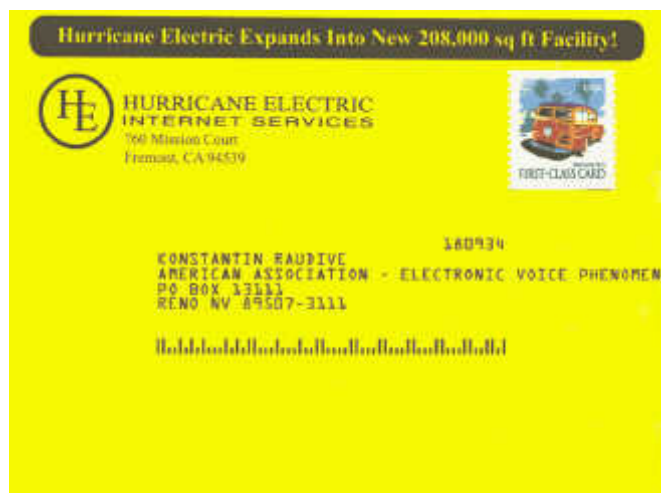 Hurricane Electric Expands Into New 208,000 sq ft Facility!
HE
HURRICANE ELECTRIC
INTERNET SERVICES
760 Mission Court
Fremont, CA 94539
FIRST-CLASS CARD
180934
KONSTANTIN RAUDIVE
AMERICAN ASSOCIATION - ELECTRONIC VOICE PHENOMEN
PO BOX 13111
RENO NV 89507-3111